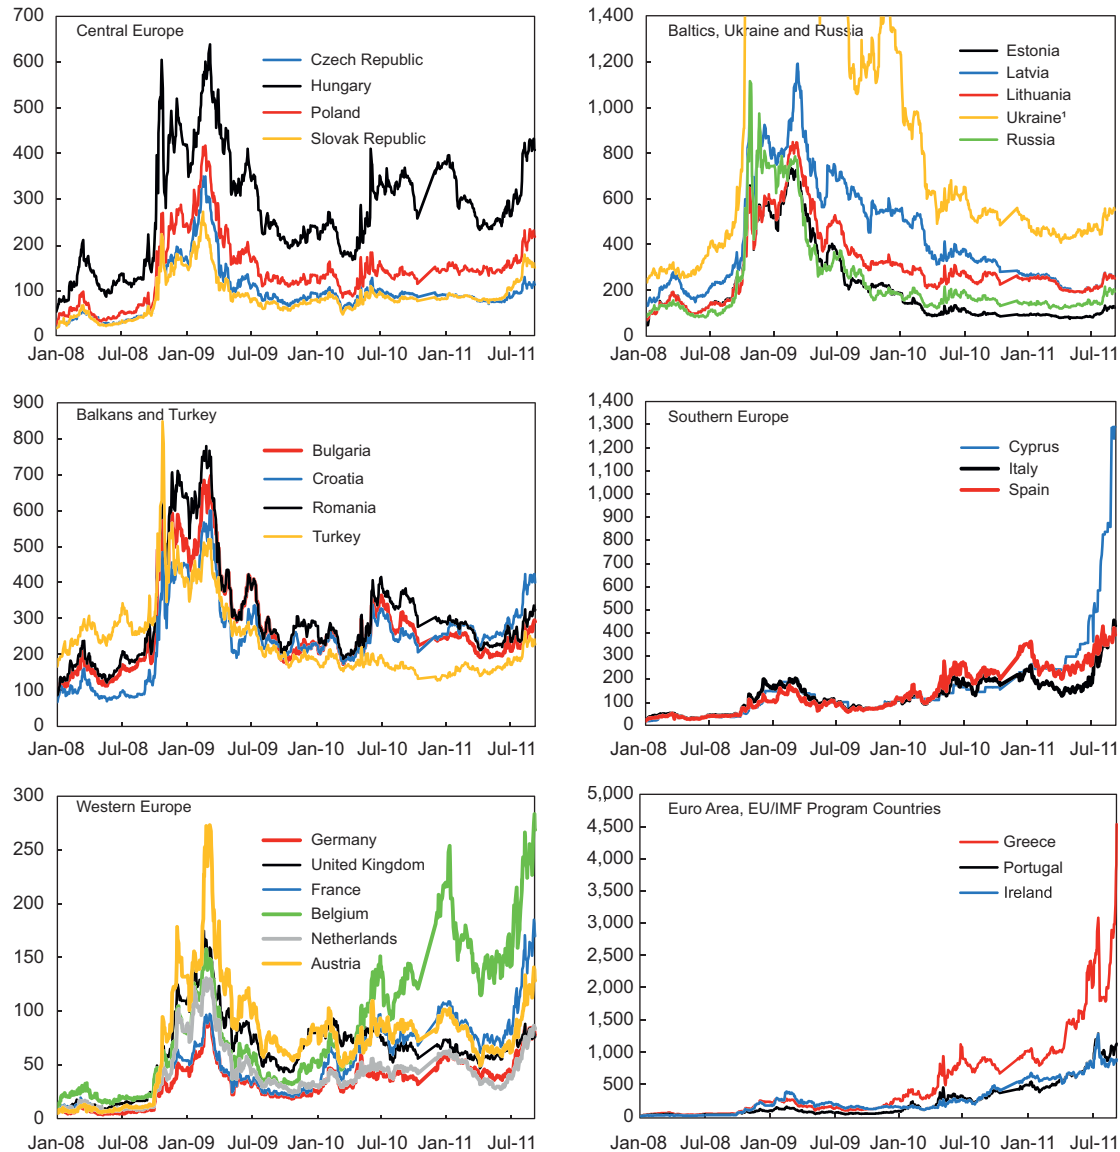 Central Europe
700
600
500
400
300
200
100
0
Czech Republic
Hungary
Poland
Slovak Republic
Jan-08 Jul-08 Jan-09 Jul-09 Jan-10 Jul-10 Jan-11 Jul-11
Baltics, Ukraine and Russia
1,400
1,200
1,000
800
600
400
200
0
Estonia
Latvia
Lithuania
Ukraine¹
Russia
Jan-08 Jul-08 Jan-09 Jul-09 Jan-10 Jul-10 Jan-11 Jul-11
Balkans and Turkey
900
800
700
600
500
400
300
200
100
0
Bulgaria
Croatia
Romania
Turkey
Jan-08 Jul-08 Jan-09 Jul-09 Jan-10 Jul-10 Jan-11 Jul-11
Southern Europe
1,400
1,300
1,200
1,100
1,000
900
800
700
600
500
400
300
200
100
0
Cyprus
Italy
Spain
Jan-08 Jul-08 Jan-09 Jul-09 Jan-10 Jul-10 Jan-11 Jul-11
Western Europe
300
250
200
150
100
50
0
Germany
United Kingdom
France
Belgium
Netherlands
Austria
Jan-08 Jul-08 Jan-09 Jul-09 Jan-10 Jul-10 Jan-11 Jul-11
Euro Area, EU/IMF Program Countries
5,000
4,500
4,000
3,500
3,000
2,500
2,000
1,500
1,000
500
0
Greece
Portugal
Ireland
Jan-08 Jul-08 Jan-09 Jul-09 Jan-10 Jul-10 Jan-11 Jul-11